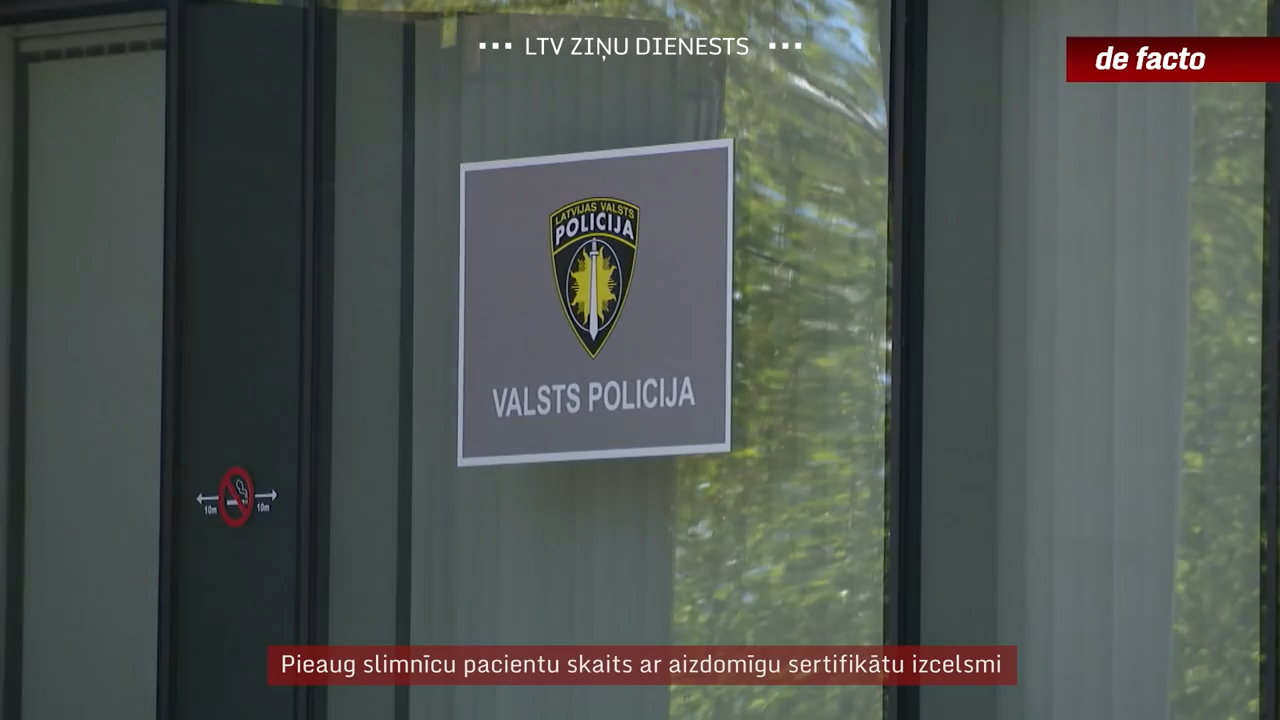 LTV ZIŅU DIENESTS
de facto
LATVIJAS VALSTS
POLICIJA
VALSTS POLICIJA
10m 10m
Pieaug slimnīcu pacientu skaits ar aizdomīgu sertifikātu izcelsmi